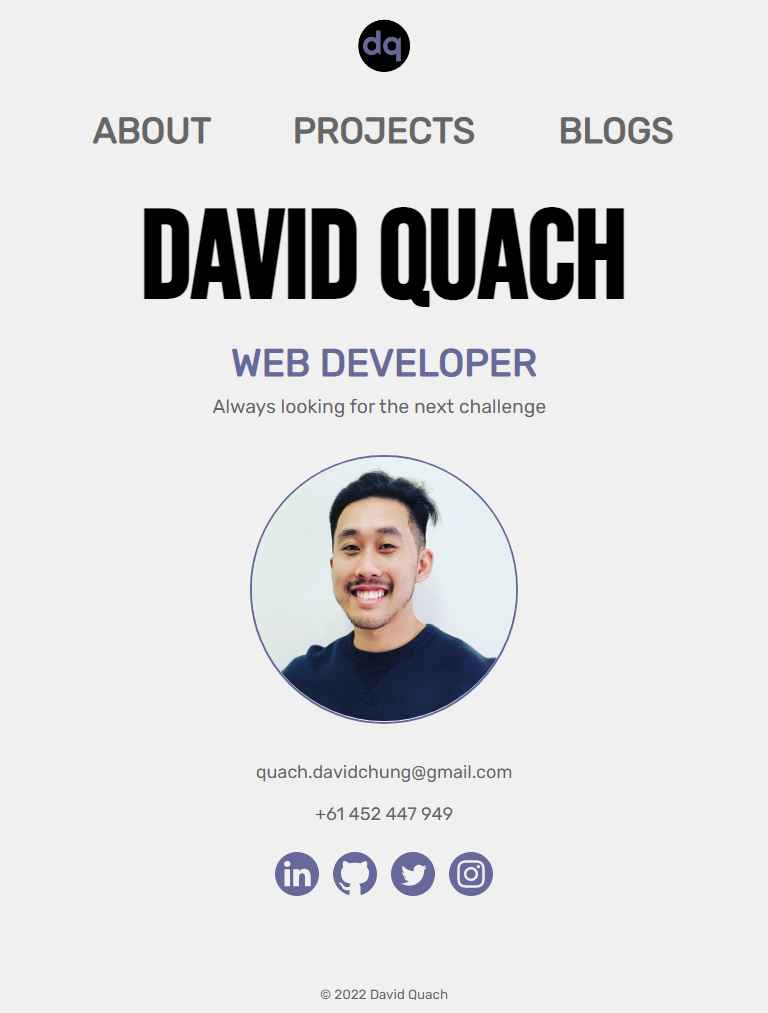 dq
ABOUT PROJECTS BLOGS
DAVID QUACH
WEB DEVELOPER
Always looking for the next challenge
quach.davidchung@gmail.com
+61 452 447 949
in
© 2022 David Quach